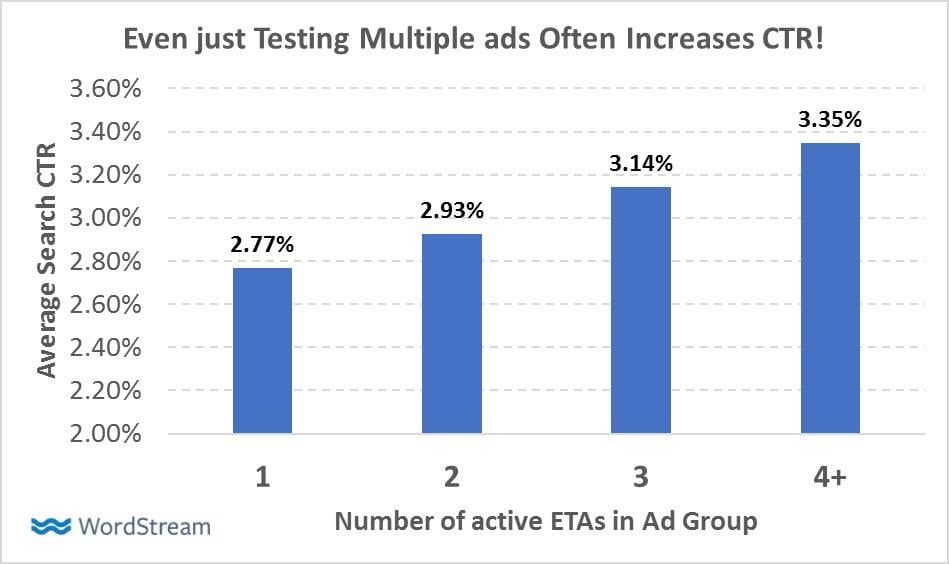 Even just Testing Multiple ads Often Increases CTR!
Average Search CTR
3.60%
3.40%
3.20%
3.00%
2.80%
2.60%
2.40%
2.20%
2.00%
2.77%
2.93%
3.14%
3.35%
1 2 3 4+
Number of active ETAs in Ad Group
WordStream